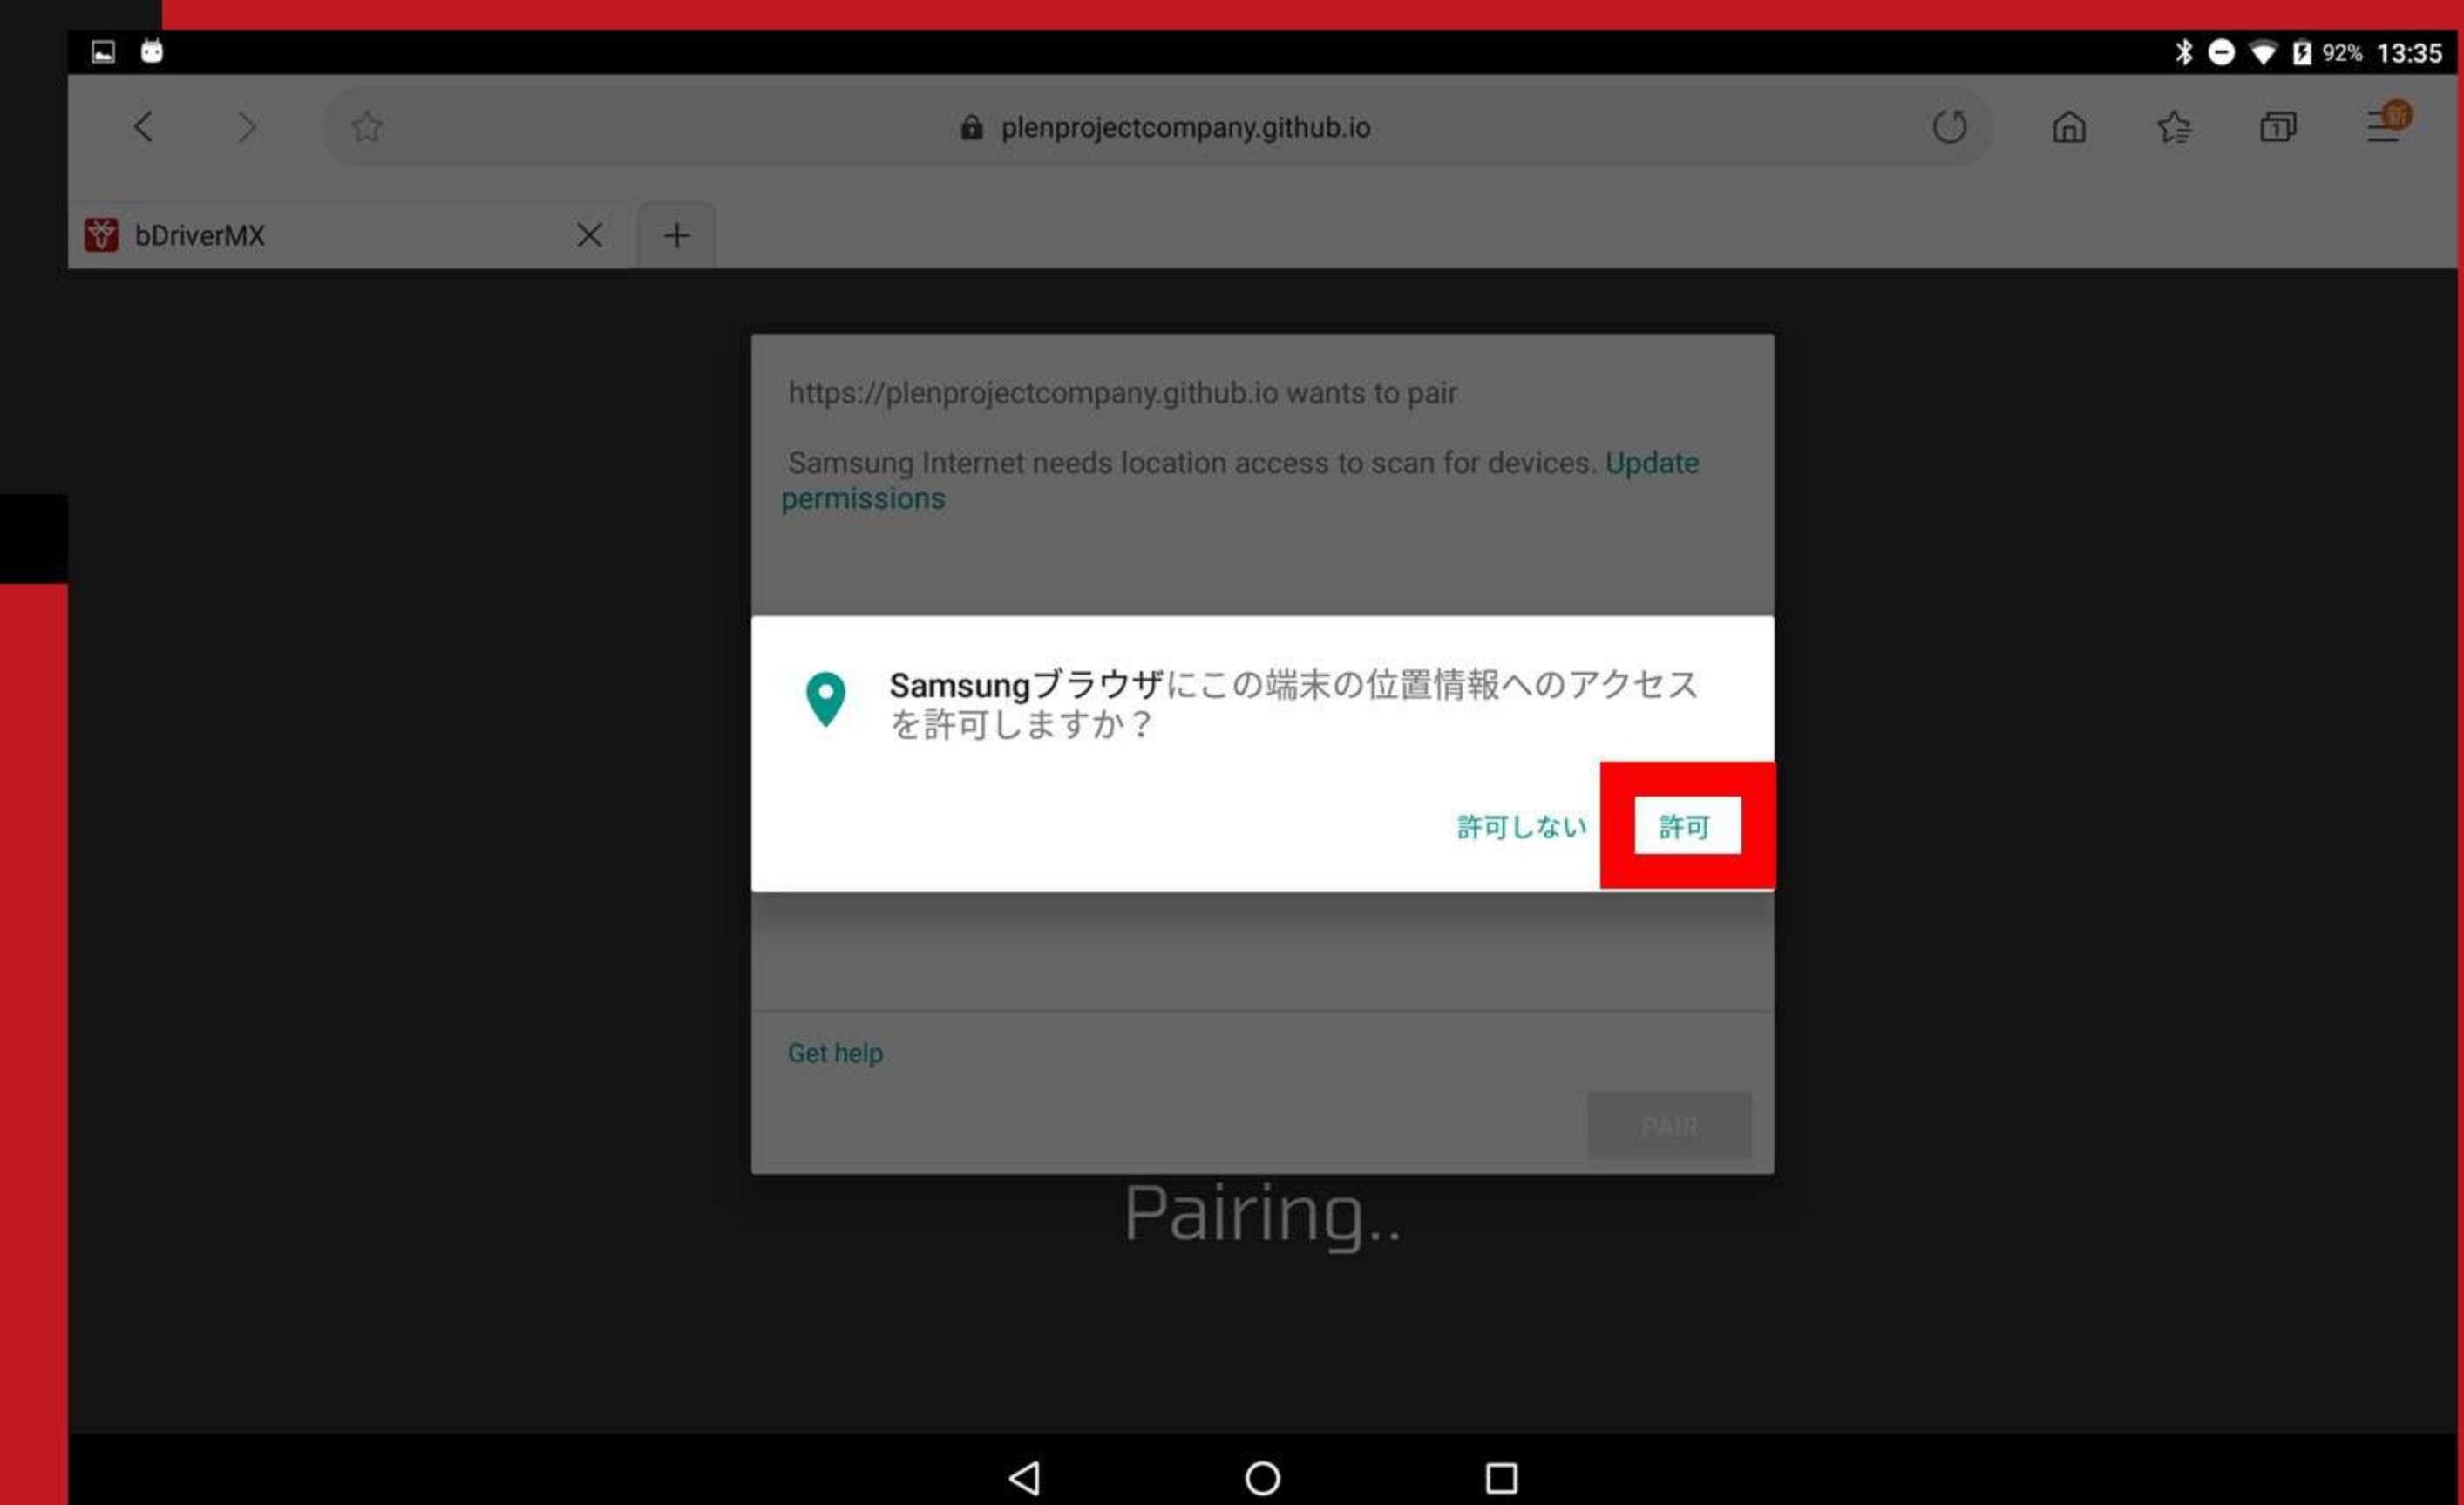 92% 13:35
plenprojectcompany.github.io
1
新
bDriverMX
https://plenprojectcompany.github.io wants to pair
Samsung Internet needs location access to scan for devices. Update
permissions
Samsungブラウザにこの端末の位置情報へのアクセス
を許可しますか？
許可しない 許可
Get help
PAIR
Pairing..